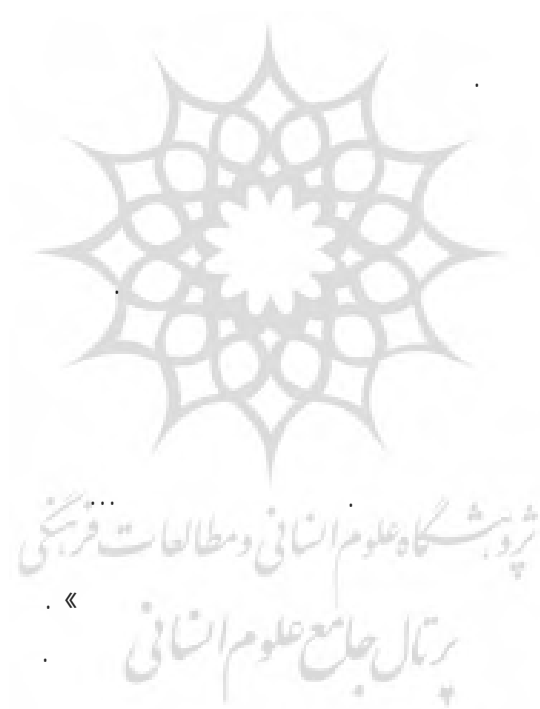 پژوهشگاه علوم انسانی و مطالعات فرهنگی
پرتال جامع علوم انسانی